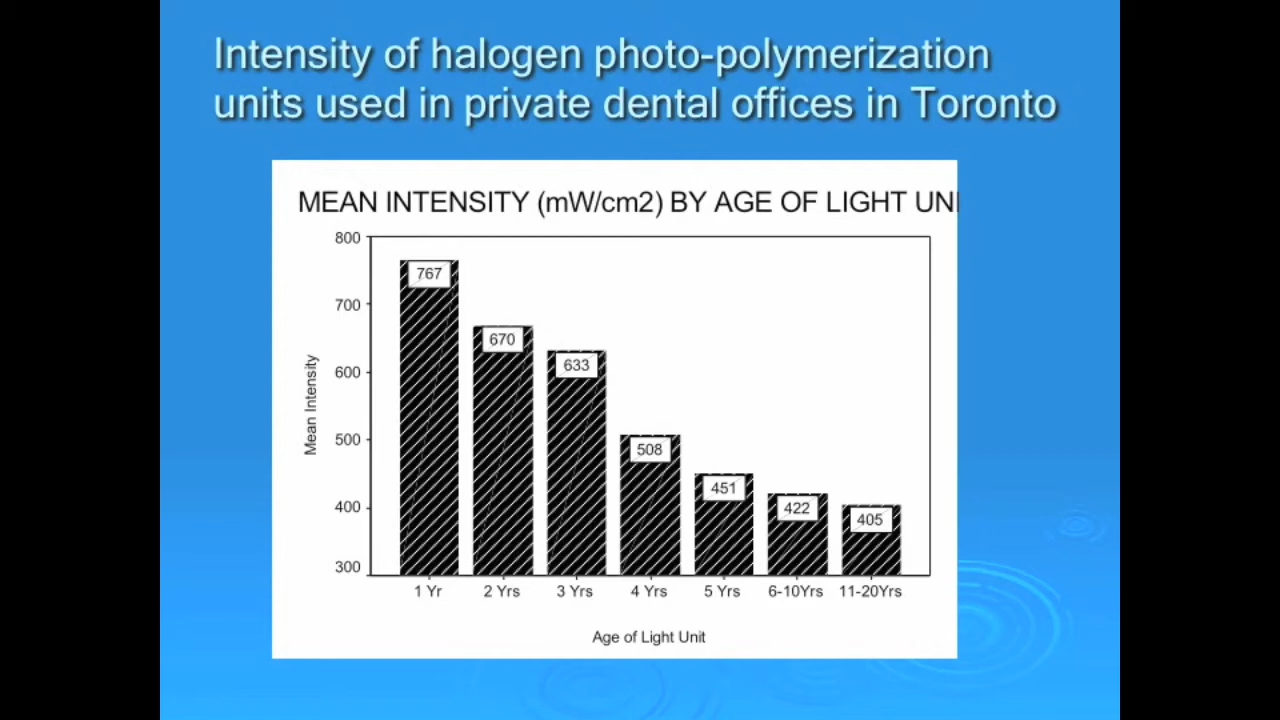 Intensity of halogen photo-polymerization
units used in private dental offices in Toronto
MEAN INTENSITY (mW/cm2) BY AGE OF LIGHT UNI
800
700
600
500
400
300
Mean Intensity
767
670
633
508
451
422
405
1 Yr
2 Yrs
3 Yrs
4 Yrs
5 Yrs
6-10Yrs
11-20Yrs
Age of Light Unit